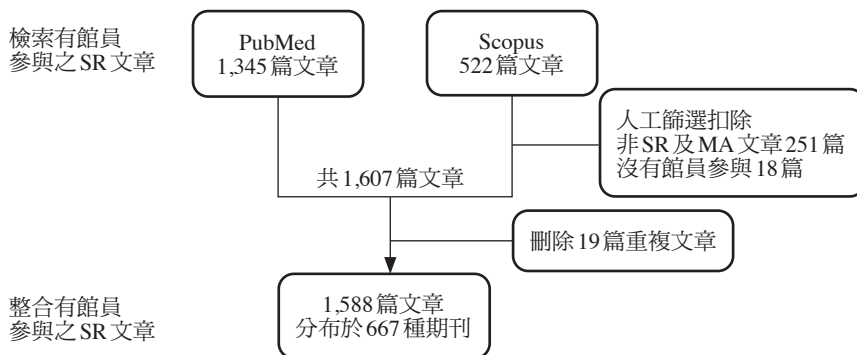 檢索有館員
參與之SR文章
PubMed
1,345篇文章
Scopus
522篇文章
人工篩選扣除
非SR及MA文章251篇
沒有館員參與18篇
共1,607篇文章
刪除19篇重複文章
整合有館員
參與之SR文章
1,588篇文章
分布於667種期刊